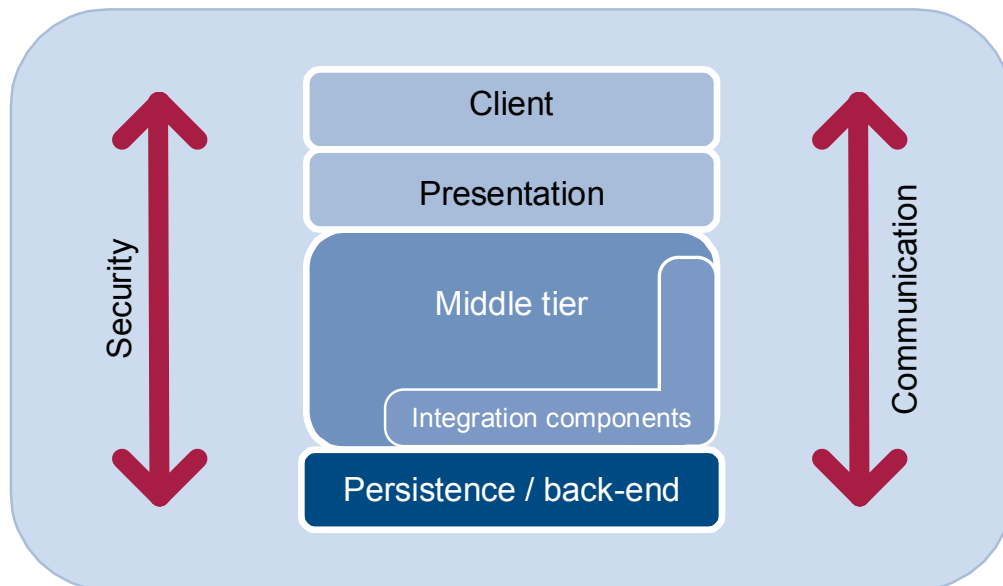 Client
Presentation
Security
Middle tier
Communication
Integration components
Persistence / back-end